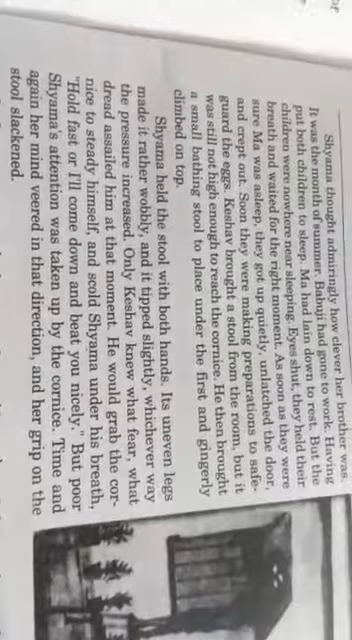 Shyama thought admiringly how clever her brother was.
It was the month of summer. Babuji had gone to work. Having
put both children to sleep, Ma had lain down to rest. But the
children were nowhere near sleeping. Eyes shut, they held their
breath and waited for the right moment. As soon as they were
sure Ma was asleep, they got up quietly, unlatched the door,
and crept out. Soon they were making preparations to safe-
guard the eggs. Keshav brought a stool from the room, but it
was still not high enough to reach the cornice. He then brought
a small bathing stool to place under the first and gingerly
climbed on top.
Shyama held the stool with both hands. Its uneven legs
made it rather wobbly, and it tipped slightly, whichever way
the pressure increased. Only Keshav knew what fear, what
dread assailed him at that moment. He would grab the cor-
nice to steady himself, and scold Shyama under his breath,
"Hold fast or I'll come down and beat you nicely." But poor
Shyama's attention was taken up by the cornice. Time and
again her mind veered in that direction, and her grip on the
stool slackened.